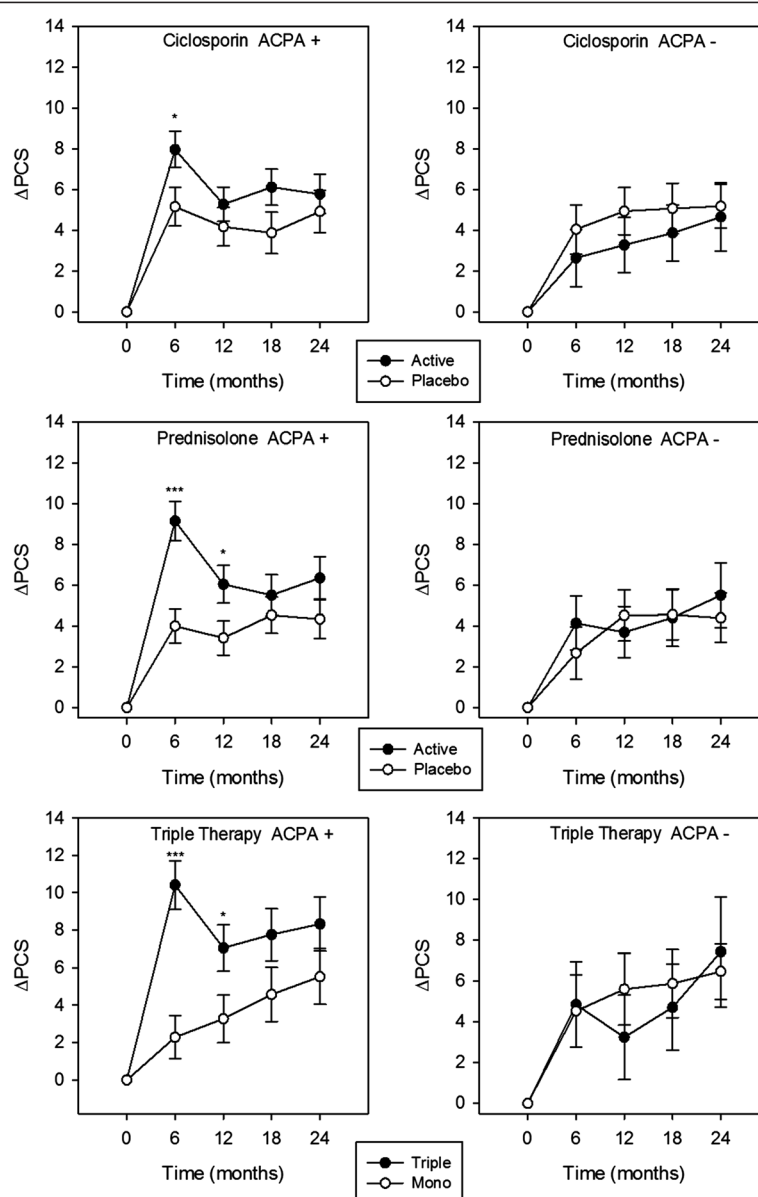 Ciclosporin ACPA +
14
12
10
8
6
4
2
0
ΔPCS
*
0 6 12 18 24
Time (months)
Ciclosporin ACPA -
14
12
10
8
6
4
2
0
ΔPCS
0 6 12 18 24
Time (months)
Active
Placebo
Prednisolone ACPA +
14
12
10
8
6
4
2
0
ΔPCS
***
*
0 6 12 18 24
Time (months)
Prednisolone ACPA -
14
12
10
8
6
4
2
0
ΔPCS
0 6 12 18 24
Time (months)
Active
Placebo
Triple Therapy ACPA +
14
12
10
8
6
4
2
0
ΔPCS
***
*
0 6 12 18 24
Time (months)
Triple Therapy ACPA -
14
12
10
8
6
4
2
0
ΔPCS
0 6 12 18 24
Time (months)
Triple
Mono